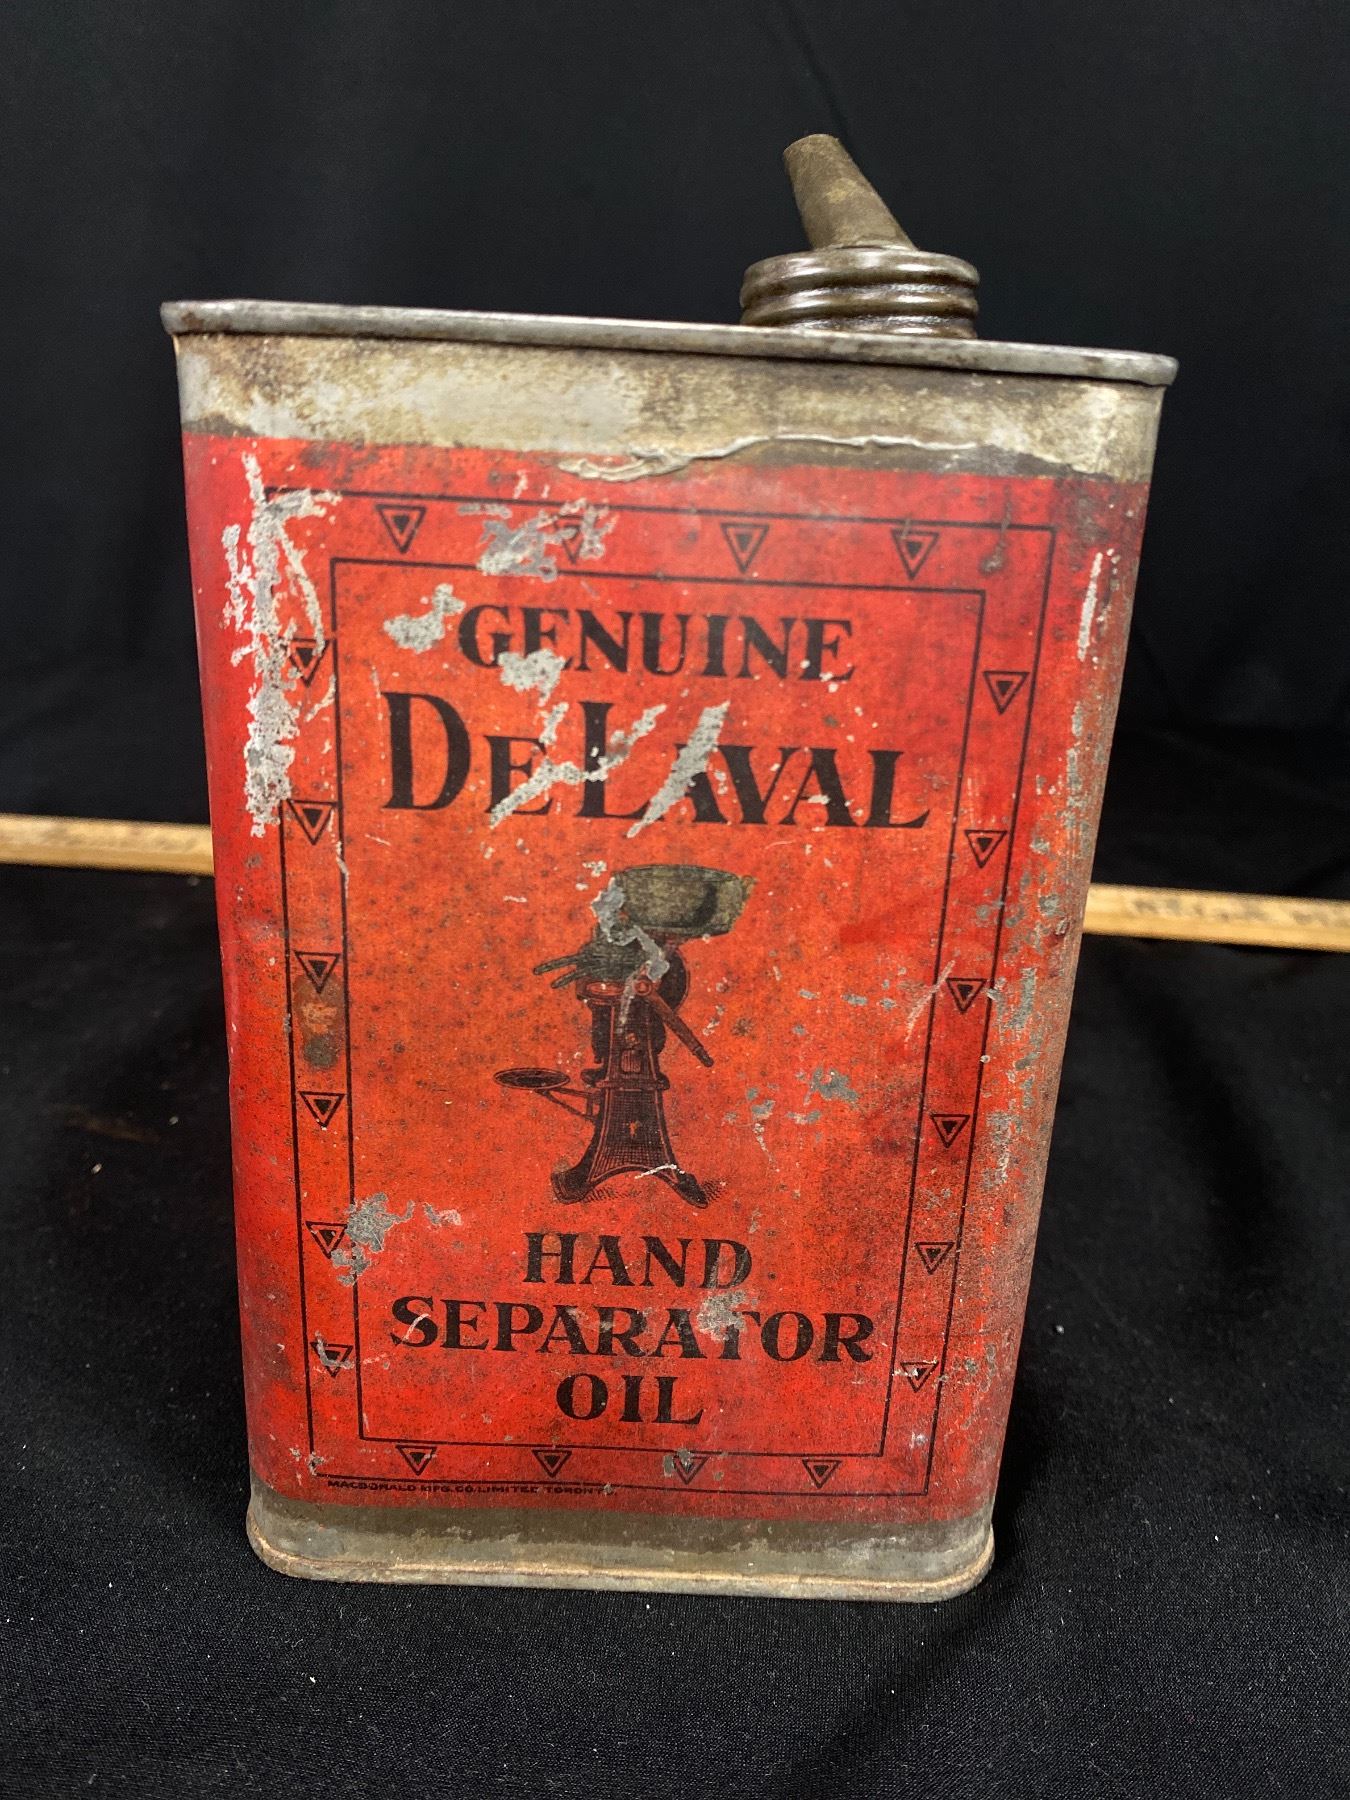 GENUINE
DELAVAL
HAND
SEPARATOR
OIL
MACDONALD MFG. CO. LIMITED TORONTO